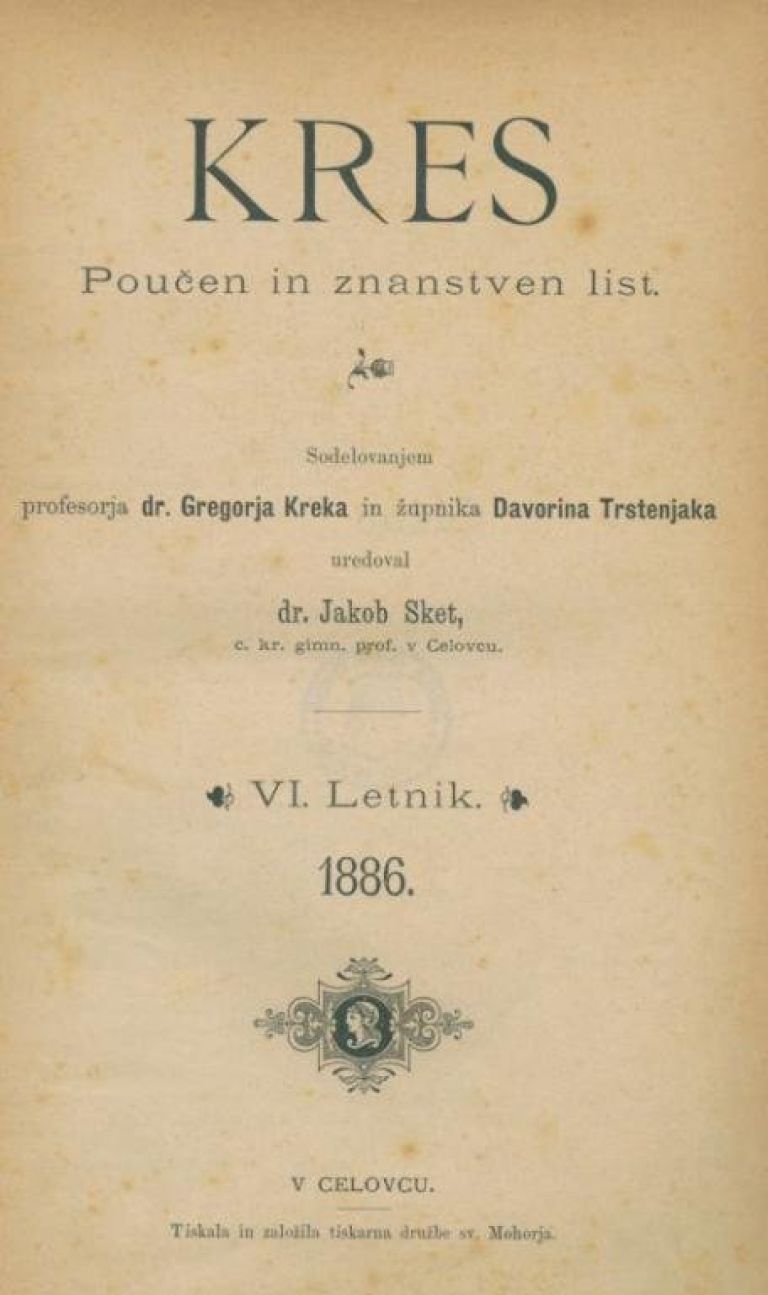 KRES
Poučen in znanstven list.
Sodelovanjem
profesorja dr. Gregorja Kreka in župnika Davorina Trstenjaka
uredoval
dr. Jakob Sket,
c. kr. gimn. prof. v Celovcu.
VI. Letnik.
1886.
V CELOVCU.
Tiskala in založila tiskarna družbe sv. Mohorja.